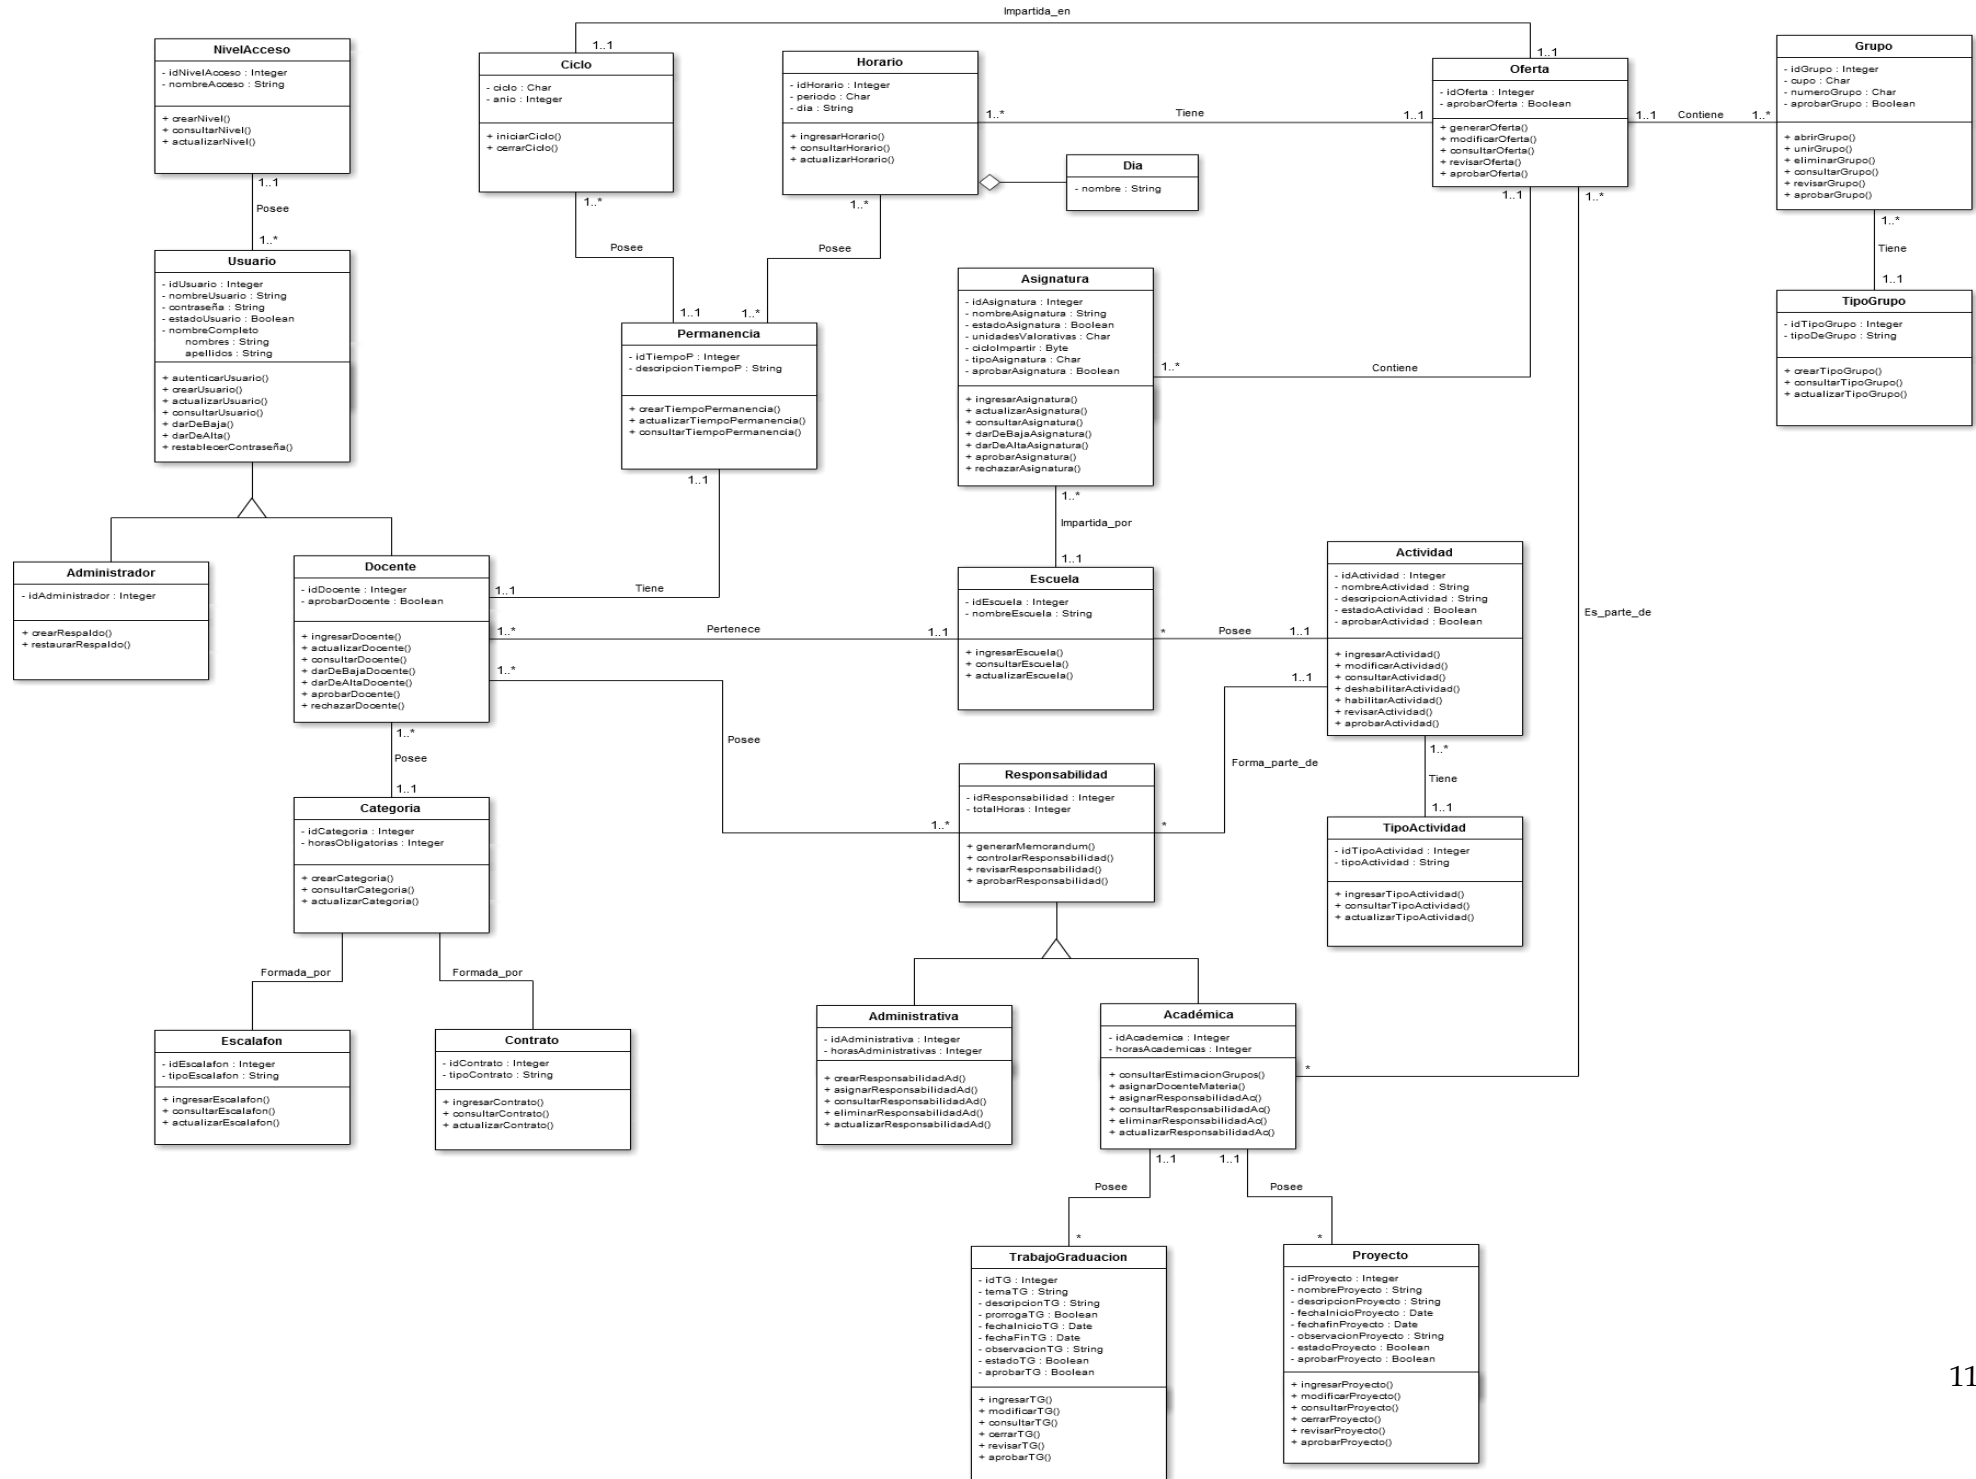 Impartida_en
1..1
1..1
NivelAcceso
- idNivelAcceso : Integer
- nombreAcceso : String
+ crearNivel()
+ consultarNivel()
+ actualizarNivel()
Ciclo
- ciclo : Char
- anio : Integer
+ iniciarCiclo()
+ cerrarCiclo()
Horario
- idHorario : Integer
- periodo : Char
- dia : String
+ ingresarHorario()
+ consultarHorario()
+ actualizarHorario()
1..*
Tiene
1..1
Oferta
- idOferta : Integer
- aprobarOferta : Boolean
+ generarOferta()
+ modificarOferta()
+ consultarOferta()
+ revisarOferta()
+ aprobarOferta()
1..1
Contiene
1..*
Grupo
- idGrupo : Integer
- cupo : Char
- numeroGrupo : Char
- aprobarGrupo : Boolean
+ abrirGrupo()
+ unirGrupo()
+ eliminarGrupo()
+ consultarGrupo()
+ revisarGrupo()
+ aprobarGrupo()
Dia
- nombre : String
1..1
Posee
1..*
1..*
Posee
1..1
1..*
Posee
1..*
1..1
1..*
1..*
Tiene
1..1
Usuario
- idUsuario : Integer
- nombreUsuario : String
- contraseña : String
- estadoUsuario : Boolean
- nombreCompleto
nombres : String
apellidos : String
+ autenticarUsuario()
+ crearUsuario()
+ actualizarUsuario()
+ consultarUsuario()
+ darDeBaja()
+ darDeAlta()
+ restablecerContraseña()
Permanencia
- idTiempoP : Integer
- descripcionTiempoP : String
+ crearTiempoPermanencia()
+ actualizarTiempoPermanencia()
+ consultarTiempoPermanencia()
1..1
Asignatura
- idAsignatura : Integer
- nombreAsignatura : String
- estadoAsignatura : Boolean
- unidadesValorativas : Char
- cicloImpartir : Byte
- tipoAsignatura : Char
- aprobarAsignatura : Boolean
+ ingresarAsignatura()
+ actualizarAsignatura()
+ consultarAsignatura()
+ darDeBajaAsignatura()
+ darDeAltaAsignatura()
+ aprobarAsignatura()
+ rechazarAsignatura()
1..*
Contiene
TipoGrupo
- idTipoGrupo : Integer
- tipoDeGrupo : String
+ crearTipoGrupo()
+ consultarTipoGrupo()
+ actualizarTipoGrupo()
1..*
Impartida_por
1..1
Administrador
- idAdministrador : Integer
+ crearRespaldo()
+ restaurarRespaldo()
Docente
- idDocente : Integer
- aprobarDocente : Boolean
+ ingresarDocente()
+ actualizarDocente()
+ consultarDocente()
+ darDeBajaDocente()
+ darDeAltaDocente()
+ aprobarDocente()
+ rechazarDocente()
1..1
Tiene
1..*
Pertenece
1..1
1..*
Escuela
- idEscuela : Integer
- nombreEscuela : String
+ ingresarEscuela()
+ consultarEscuela()
+ actualizarEscuela()
*
Posee
1..1
1..1
Actividad
- idActividad : Integer
- nombreActividad : String
- descripcionActividad : String
- estadoActividad : Boolean
- aprobarActividad : Boolean
+ ingresarActividad()
+ modificarActividad()
+ consultarActividad()
+ deshabilitarActividad()
+ habilitarActividad()
+ revisarActividad()
+ aprobarActividad()
Es_parte_de
1..*
Posee
1..1
Posee
Forma_parte_de
1..*
Tiene
1..1
Categoria
- idCategoria : Integer
- horasObligatorias : Integer
+ crearCategoria()
+ consultarCategoria()
+ actualizarCategoria()
1..*
Responsabilidad
- idResponsabilidad : Integer
- totalHoras : Integer
+ generarMemorandum()
+ controlarResponsabilidad()
+ revisarResponsabilidad()
+ aprobarResponsabilidad()
*
TipoActividad
- idTipoActividad : Integer
- tipoActividad : String
+ ingresarTipoActividad()
+ consultarTipoActividad()
+ actualizarTipoActividad()
Formada_por
Formada_por
Escalafon
- idEscalafon : Integer
- tipoEscalafon : String
+ ingresarEscalafon()
+ consultarEscalafon()
+ actualizarEscalafon()
Contrato
- idContrato : Integer
- tipoContrato : String
+ ingresarContrato()
+ consultarContrato()
+ actualizarContrato()
Administrativa
- idAdministrativa : Integer
- horasAdministrativas : Integer
+ crearResponsabilidadAd()
+ asignarResponsabilidadAd()
+ consultarResponsabilidadAd()
+ eliminarResponsabilidadAd()
+ actualizarResponsabilidadAd()
Académica
- idAcademica : Integer
- horasAcademicas : Integer
+ consultarEstimacionGrupos()
+ asignarDocenteMateria()
+ asignarResponsabilidadAc()
+ consultarResponsabilidadAc()
+ eliminarResponsabilidadAc()
+ actualizarResponsabilidadAc()
*
1..1
1..1
Posee
Posee
*
*
TrabajoGraduacion
- idTG : Integer
- temaTG : String
- descripcionTG : String
- prorrogaTG : Boolean
- fechaInicioTG : Date
- fechaFinTG : Date
- observacionTG : String
- estadoTG : Boolean
- aprobarTG : Boolean
+ ingresarTG()
+ modificarTG()
+ consultarTG()
+ cerrarTG()
+ revisarTG()
+ aprobarTG()
Proyecto
- idProyecto : Integer
- nombreProyecto : String
- descripcionProyecto : String
- fechaInicioProyecto : Date
- fechafinProyecto : Date
- observacionProyecto : String
- estadoProyecto : Boolean
- aprobarProyecto : Boolean
+ ingresarProyecto()
+ modificarProyecto()
+ consultarProyecto()
+ cerrarProyecto()
+ revisarProyecto()
+ aprobarProyecto()
11